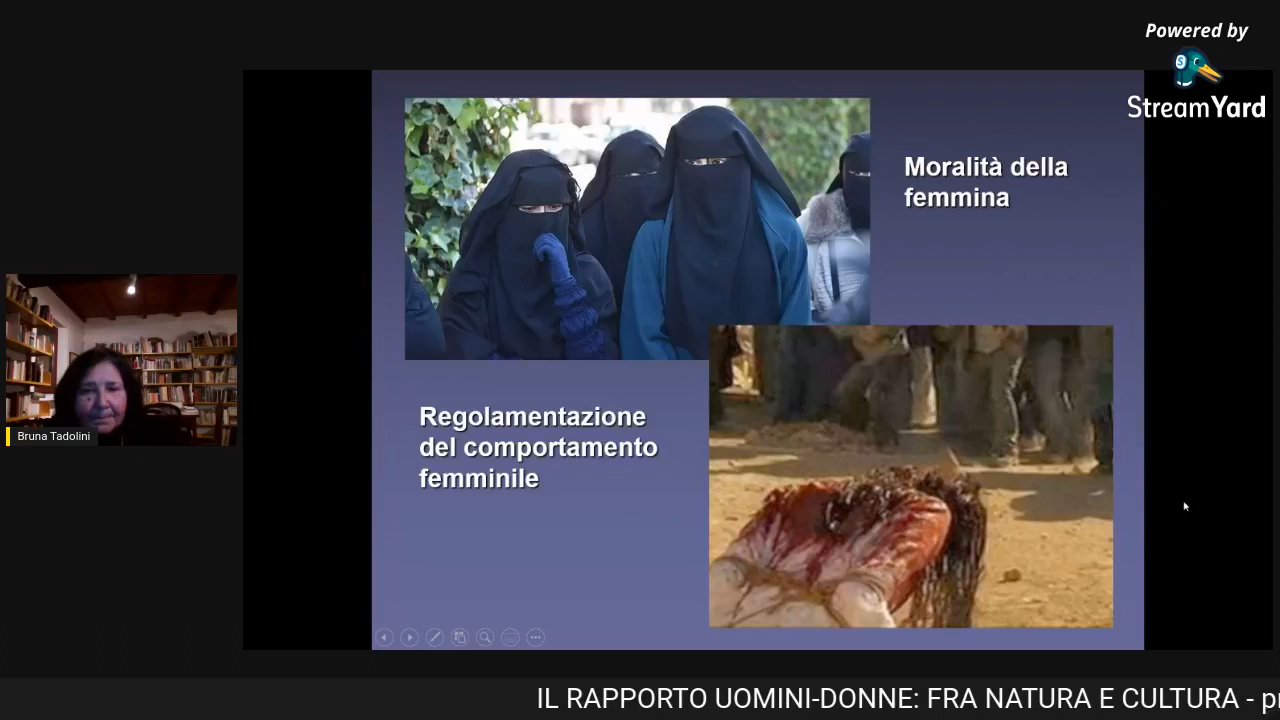 Powered by
StreamYard
Moralità della
femmina
Regolamentazione
del comportamento
femminile
Bruna Tadolini
IL RAPPORTO UOMINI-DONNE: FRA NATURA E CULTURA - p